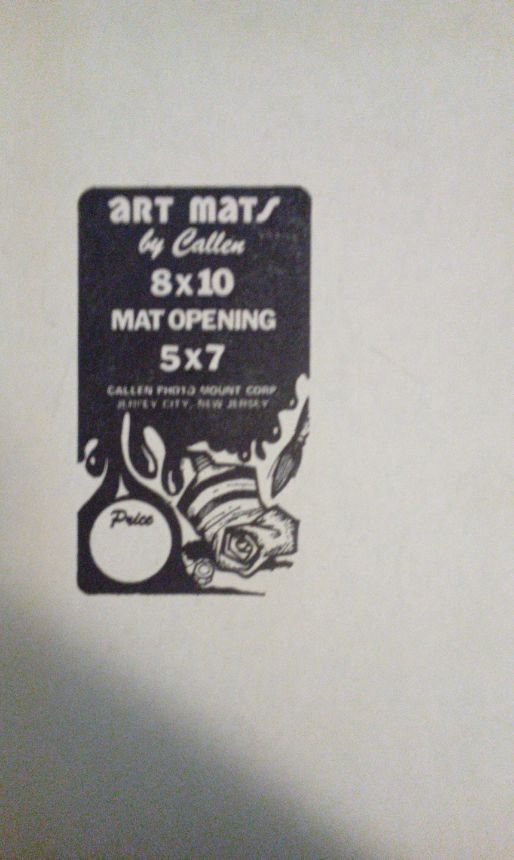 ART MATS
by Callen
8x10
MAT OPENING
5x7
CALLEN PHOTO MOUNT CORP
JERSEY CITY, NEW JERSEY
Price